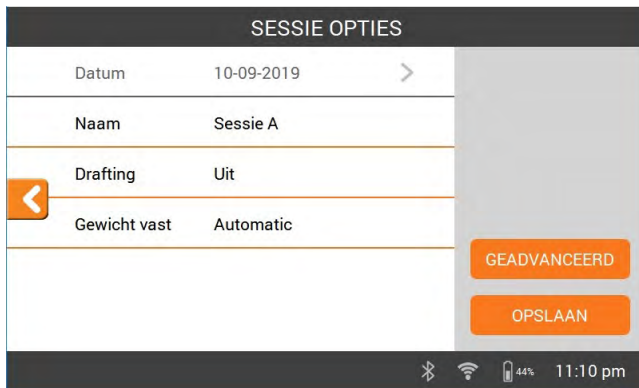 SESSIE OPTIES
Datum 10-09-2019
Naam Sessie A
Drafting Uit
Gewicht vast Automatic
GEADVANCEERD
OPSLAAN
44% 11:10 pm